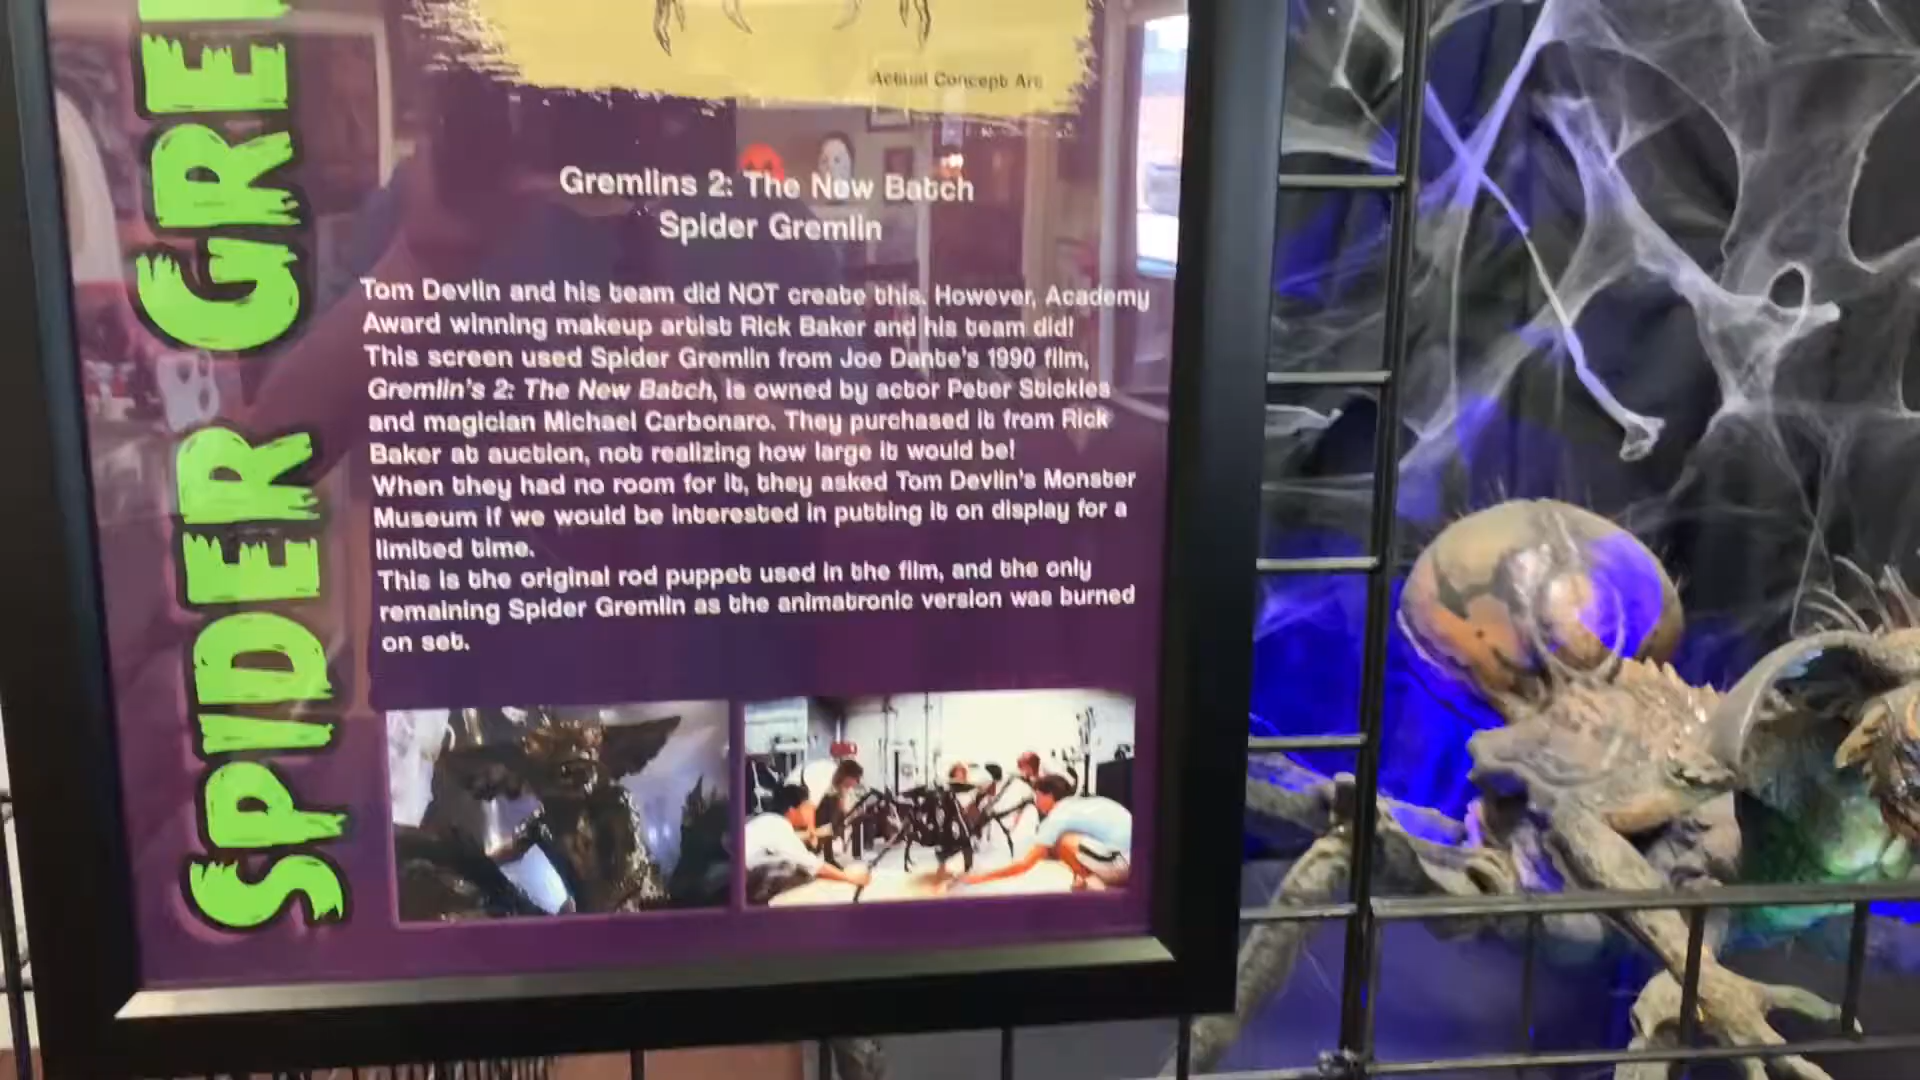 SPIDER GRE
Actual Concept Art
Gremlins 2: The New Batch
Spider Gremlin
Tom Devlin and his team did NOT create this. However, Academy
Award winning makeup artist Rick Baker and his team did!
This screen used Spider Gremlin from Joe Dante's 1990 film,
Gremlin's 2: The New Batch, is owned by actor Peter Stickles
and magician Michael Carbonaro. They purchased it from Rick
Baker at auction, not realizing how large it would be!
When they had no room for it, they asked Tom Devlin's Monster
Museum if we would be interested in putting it on display for a
limited time.
This is the original rod puppet used in the film, and the only
remaining Spider Gremlin as the animatronic version was burned
on set.